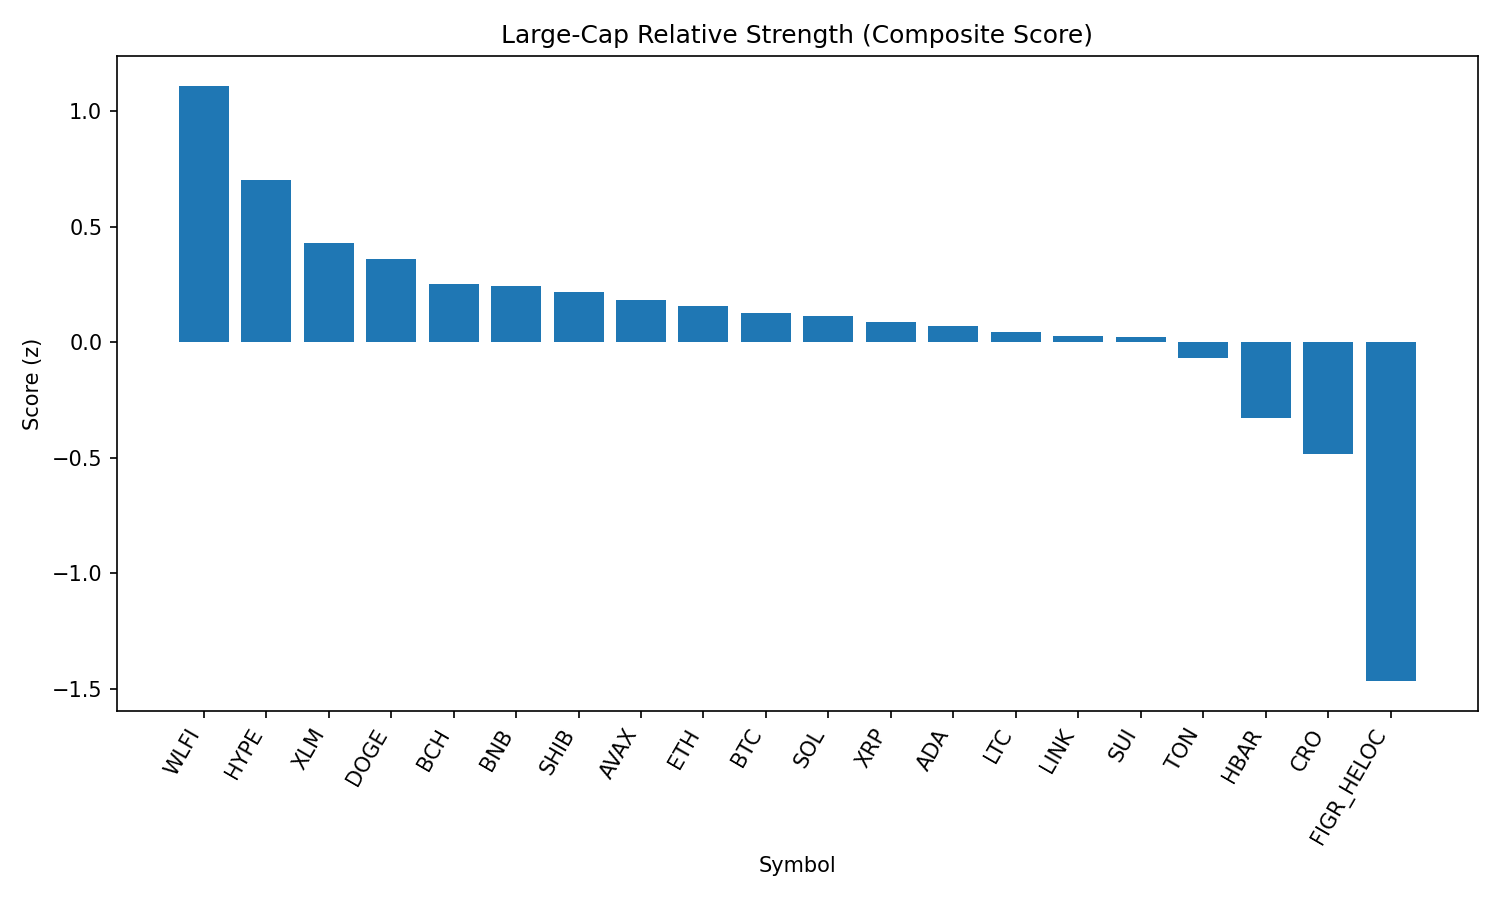 Large-Cap Relative Strength (Composite Score)
1.0
0.5
0.0
−0.5
−1.0
−1.5
Score (z)
WLFI
HYPE
XLM
DOGE
BCH
BNB
SHIB
AVAX
ETH
BTC
SOL
XRP
ADA
LTC
LINK
SUI
TON
HBAR
CRO
FIGR_HELOC
Symbol